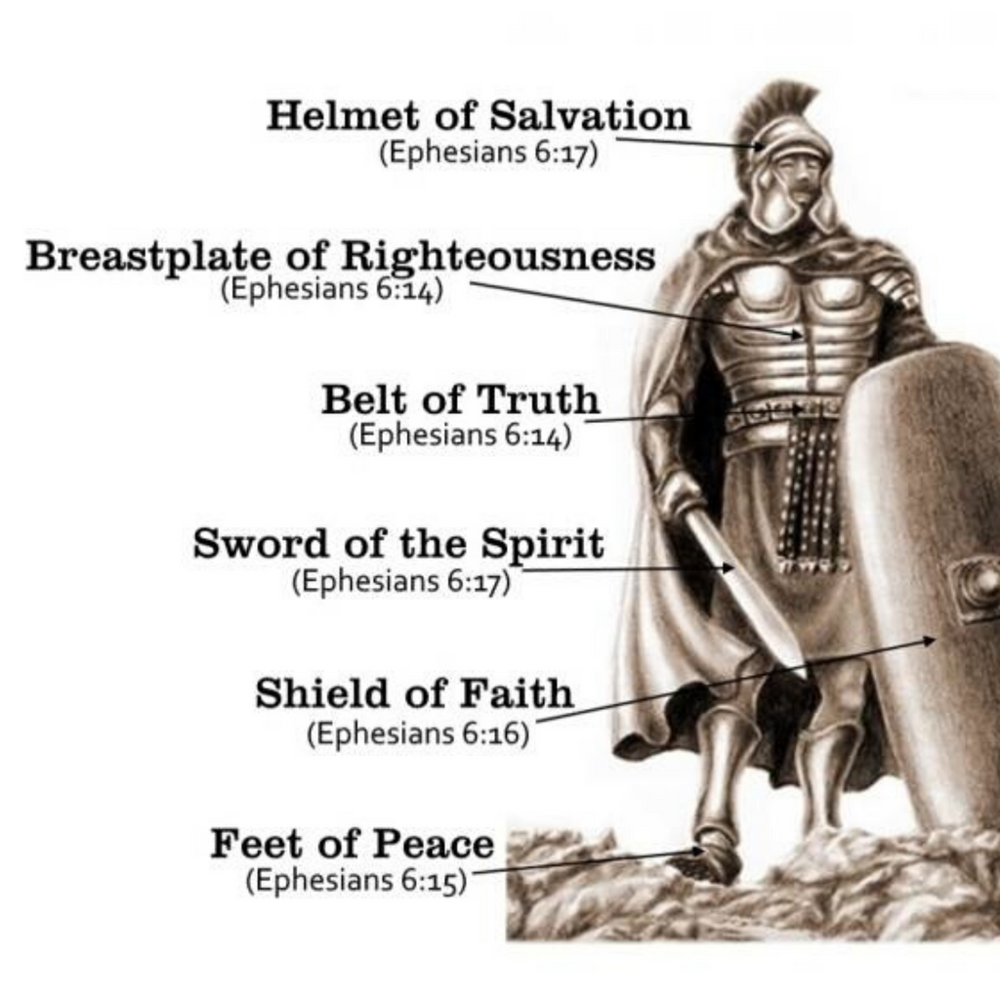 Helmet of Salvation
(Ephesians 6:17)
Breastplate of Righteousness
(Ephesians 6:14)
Belt of Truth
(Ephesians 6:14)
Sword of the Spirit
(Ephesians 6:17)
Shield of Faith
(Ephesians 6:16)
Feet of Peace
(Ephesians 6:15)